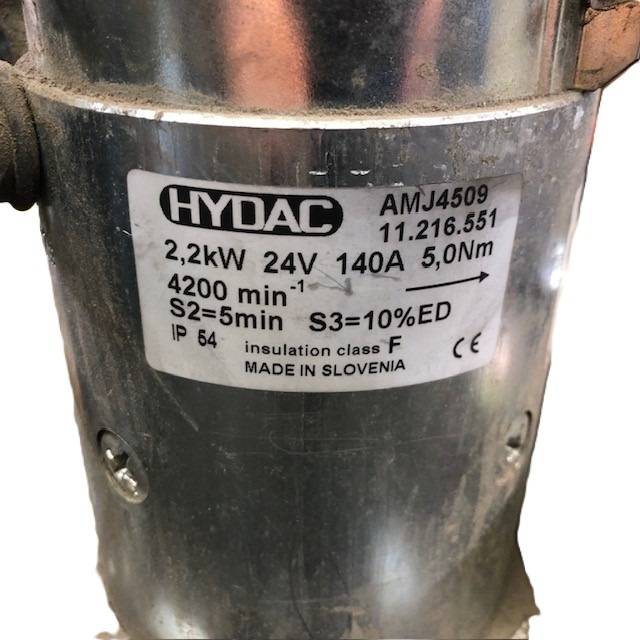 HYDAC
AMJ4509
11.216.551
2,2kW 24V 140A 5,0Nm
4200 min⁻¹
S2=5min S3=10%ED
IP 54 insulation class F CE
MADE IN SLOVENIA